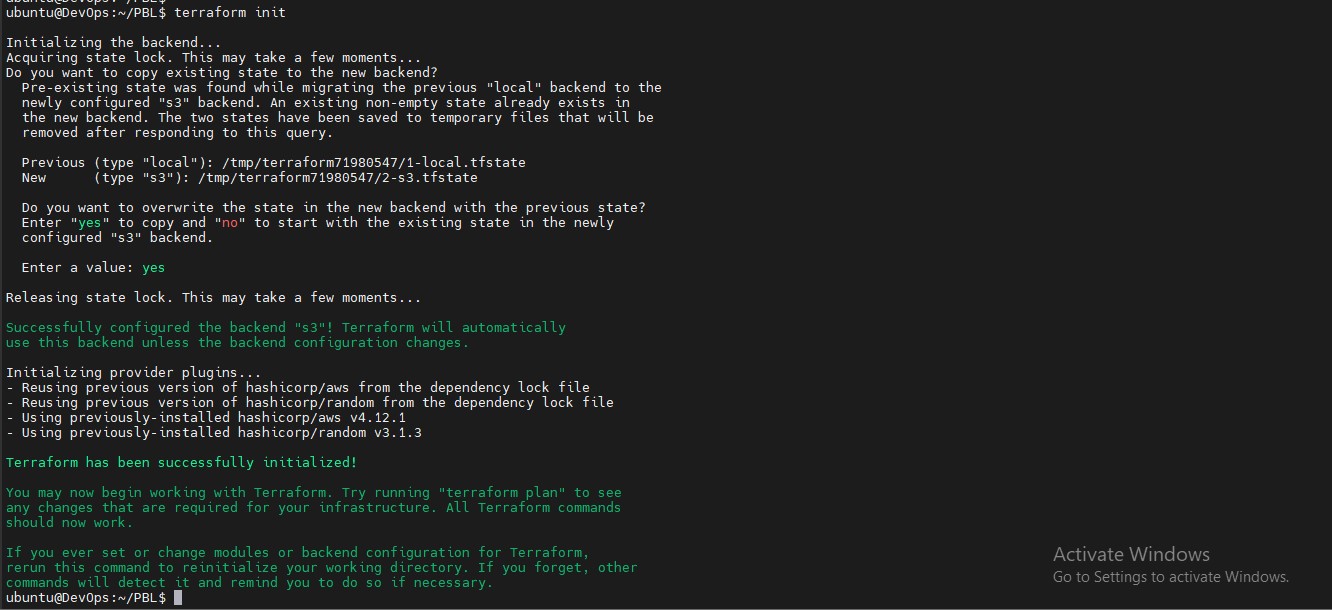 ubuntu@DevOps:~/PBL$
ubuntu@DevOps:~/PBL$ terraform init
Initializing the backend...
Acquiring state lock. This may take a few moments...
Do you want to copy existing state to the new backend?
  Pre-existing state was found while migrating the previous "local" backend to the
  newly configured "s3" backend. An existing non-empty state already exists in
  the new backend. The two states have been saved to temporary files that will be
  removed after responding to this query.
  Previous (type "local"): /tmp/terraform71980547/1-local.tfstate
  New      (type "s3"): /tmp/terraform71980547/2-s3.tfstate
  Do you want to overwrite the state in the new backend with the previous state?
  Enter "yes" to copy and "no" to start with the existing state in the newly
  configured "s3" backend.
  Enter a value: yes
Releasing state lock. This may take a few moments...
Successfully configured the backend "s3"! Terraform will automatically
use this backend unless the backend configuration changes.
Initializing provider plugins...
- Reusing previous version of hashicorp/aws from the dependency lock file
- Reusing previous version of hashicorp/random from the dependency lock file
- Using previously-installed hashicorp/aws v4.12.1
- Using previously-installed hashicorp/random v3.1.3
Terraform has been successfully initialized!
You may now begin working with Terraform. Try running "terraform plan" to see
any changes that are required for your infrastructure. All Terraform commands
should now work.
If you ever set or change modules or backend configuration for Terraform,
rerun this command to reinitialize your working directory. If you forget, other
commands will detect it and remind you to do so if necessary.
ubuntu@DevOps:~/PBL$
Activate Windows
Go to Settings to activate Windows.